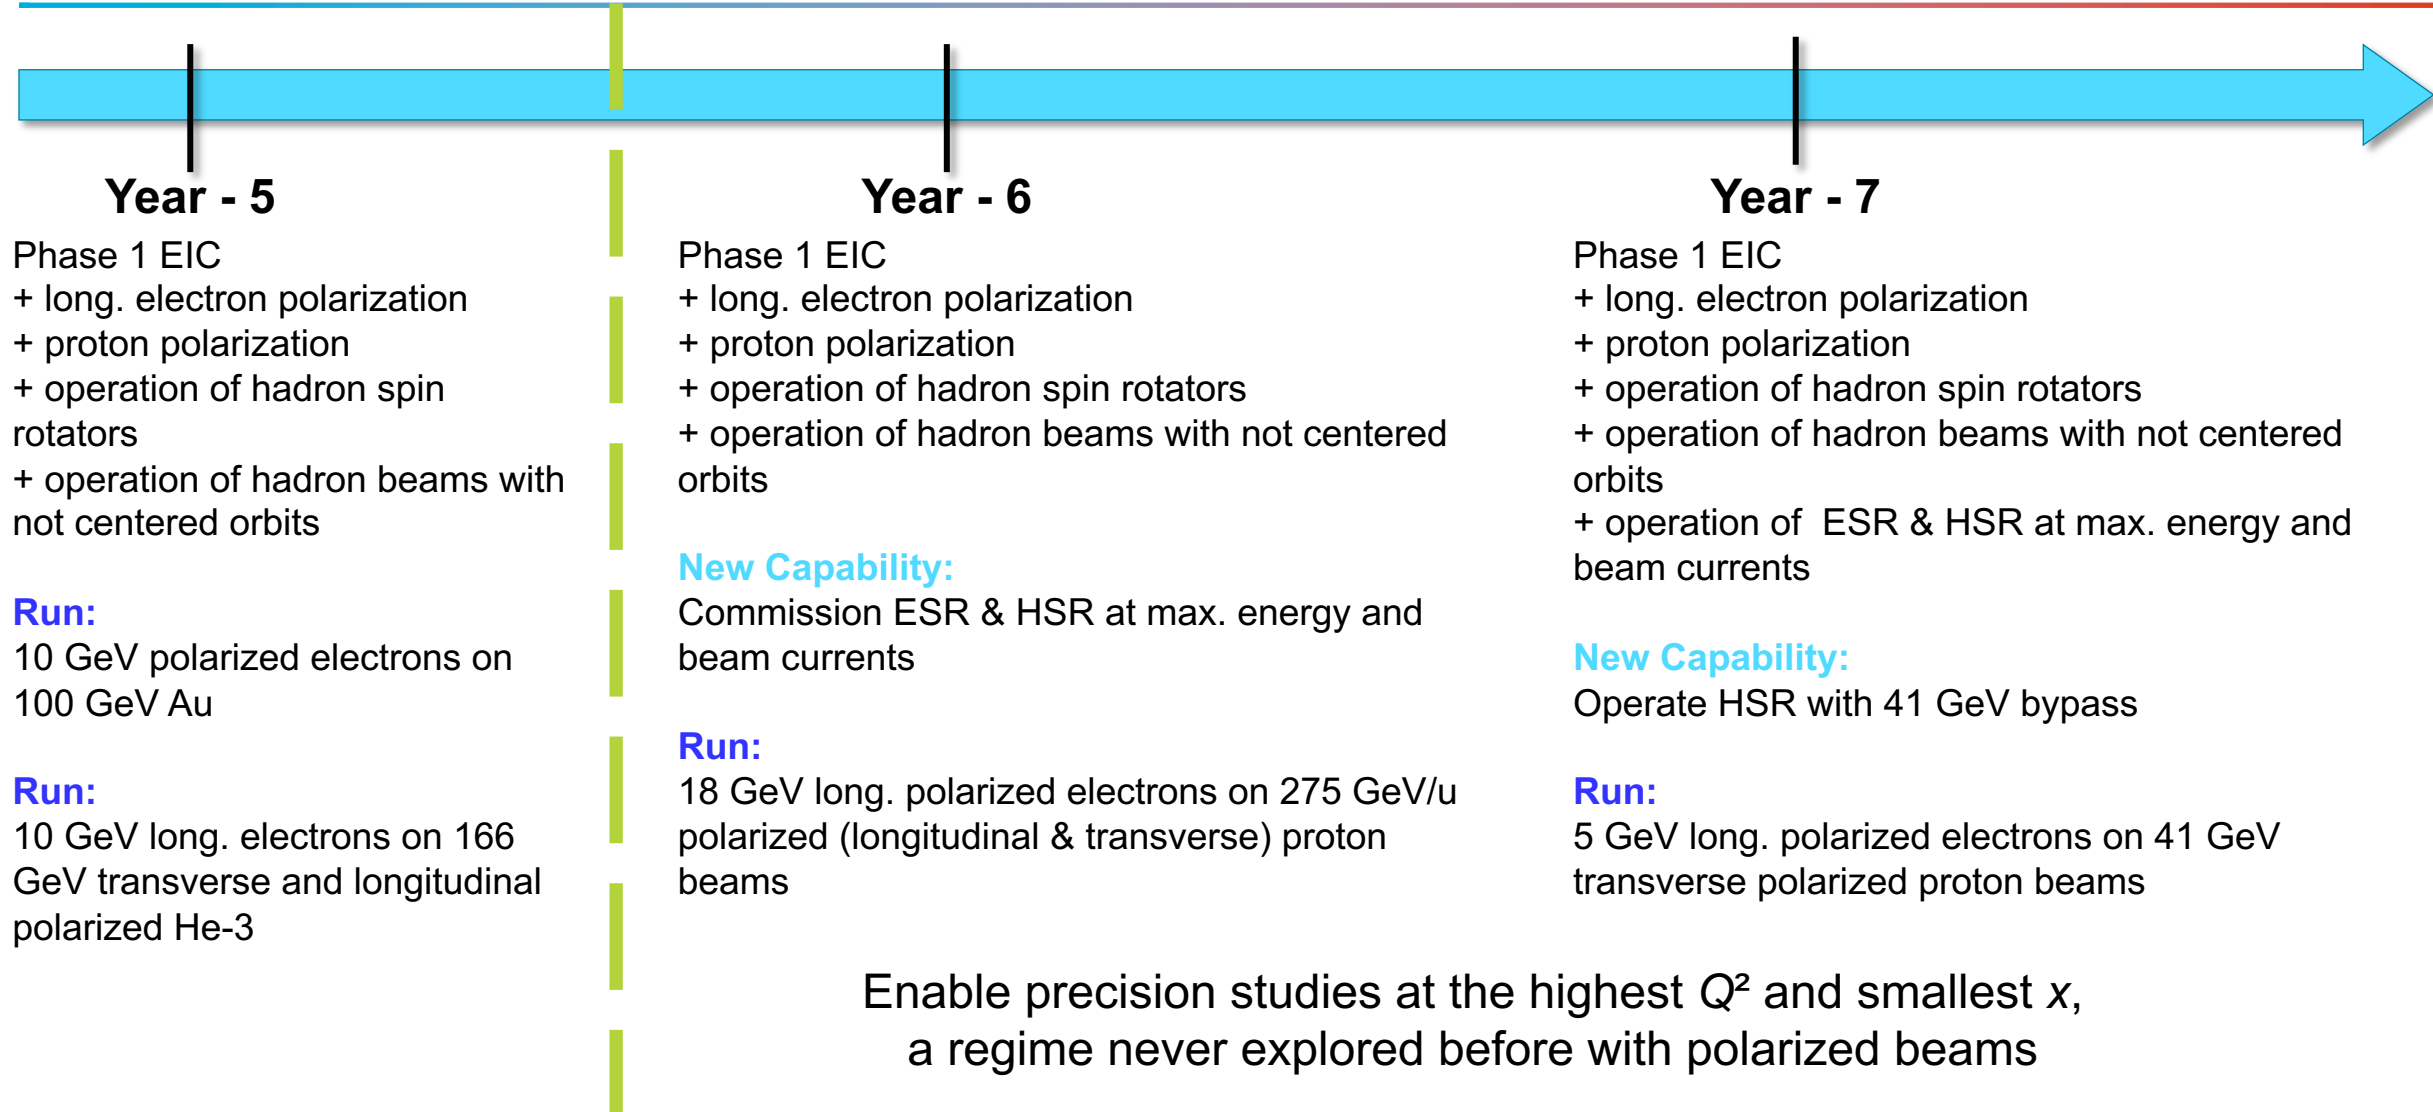 Year - 5
Phase 1 EIC
+ long. electron polarization
+ proton polarization
+ operation of hadron spin
rotators
+ operation of hadron beams with
not centered orbits
Run:
10 GeV polarized electrons on
100 GeV Au
Run:
10 GeV long. electrons on 166
GeV transverse and longitudinal
polarized He-3
Year - 6
Phase 1 EIC
+ long. electron polarization
+ proton polarization
+ operation of hadron spin rotators
+ operation of hadron beams with not centered
orbits
New Capability:
Commission ESR & HSR at max. energy and
beam currents
Run:
18 GeV long. polarized electrons on 275 GeV/u
polarized (longitudinal & transverse) proton
beams
Year - 7
Phase 1 EIC
+ long. electron polarization
+ proton polarization
+ operation of hadron spin rotators
+ operation of hadron beams with not centered
orbits
+ operation of ESR & HSR at max. energy and
beam currents
New Capability:
Operate HSR with 41 GeV bypass
Run:
5 GeV long. polarized electrons on 41 GeV
transverse polarized proton beams
Enable precision studies at the highest Q² and smallest x,
a regime never explored before with polarized beams